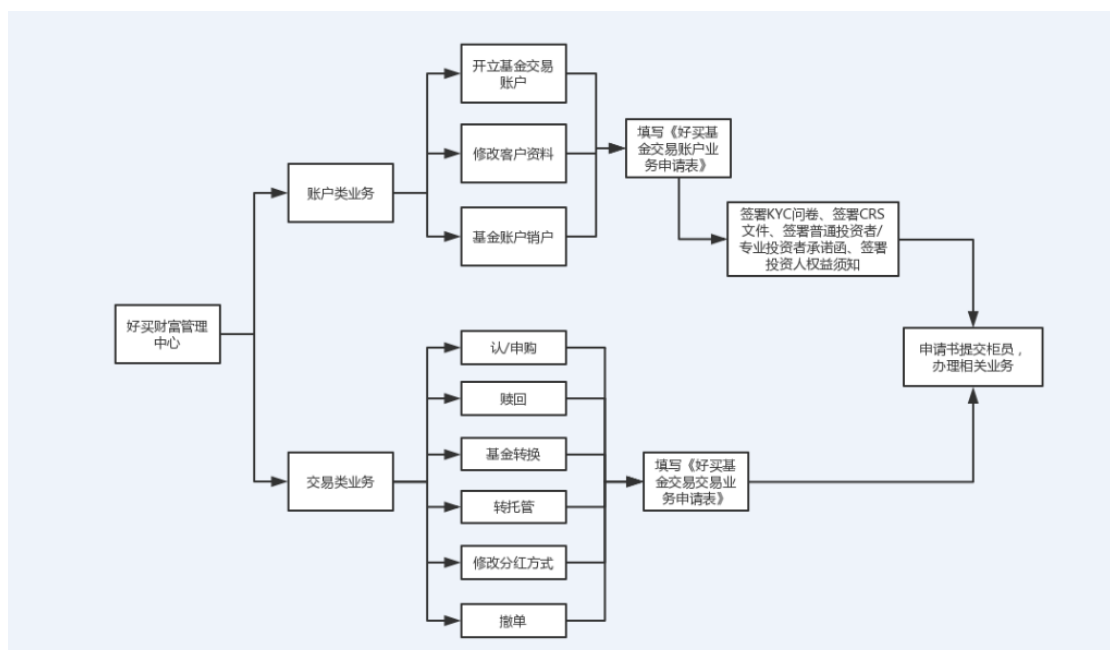 好买财富管理
中心
账户类业务
开立基金交易
账户
修改客户资料
基金账户销户
填写《好买基
金交易账户业
务申请表》
签署KYC问卷、签署CRS
文件、签署普通投资者/
专业投资者承诺函、签署
投资人权益须知
交易类业务
认/申购
赎回
基金转换
转托管
修改分红方式
撤单
填写《好买基
金交易交易业
务申请表》
申请书提交柜员，
办理相关业务